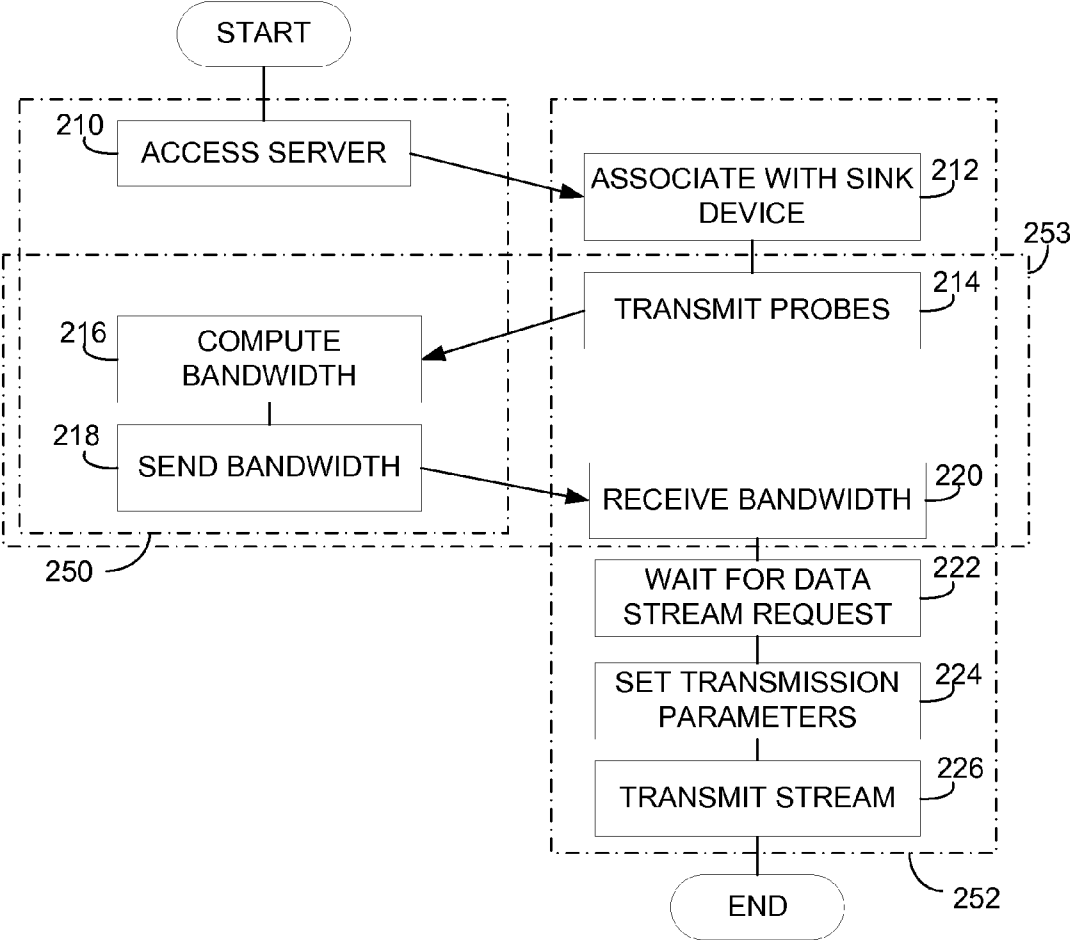 START
210
ACCESS SERVER
ASSOCIATE WITH SINK
DEVICE
212
253
TRANSMIT PROBES
214
216
COMPUTE
BANDWIDTH
218
SEND BANDWIDTH
RECEIVE BANDWIDTH
220
250
WAIT FOR DATA
STREAM REQUEST
222
SET TRANSMISSION
PARAMETERS
224
TRANSMIT STREAM
226
252
END